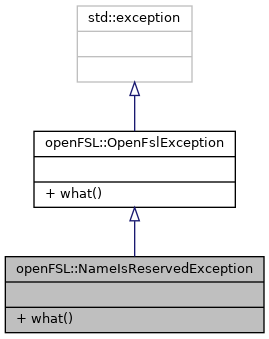 std::exception
openFSL::OpenFslException
+ what()
openFSL::NameIsReservedException
+ what()